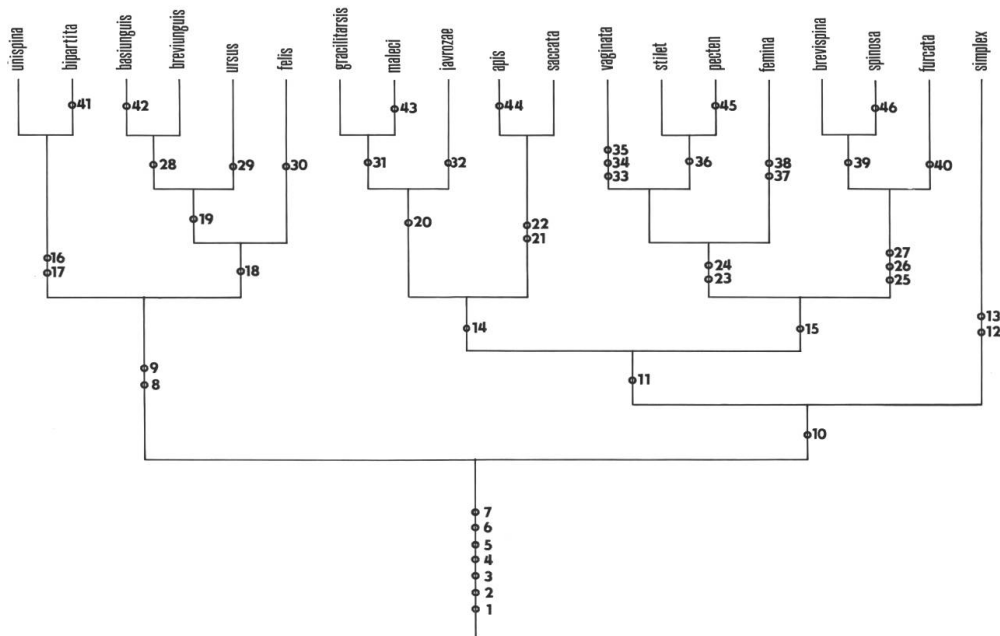 unispina bipartita basiunguis breviunguis ursus felis gracilitarsis maleci javrozae apis saccata vaginata stilet pecten femina brevispina spinosa furcata simplex
41 42 43 44 45 46
35
28 29 30 31 32 34 36 38 39 40
33 37
19 20 22
21
16 18 24 27
17 23 26
25
14 15 13
12
9 11
8
10
7
6
5
4
3
2
1